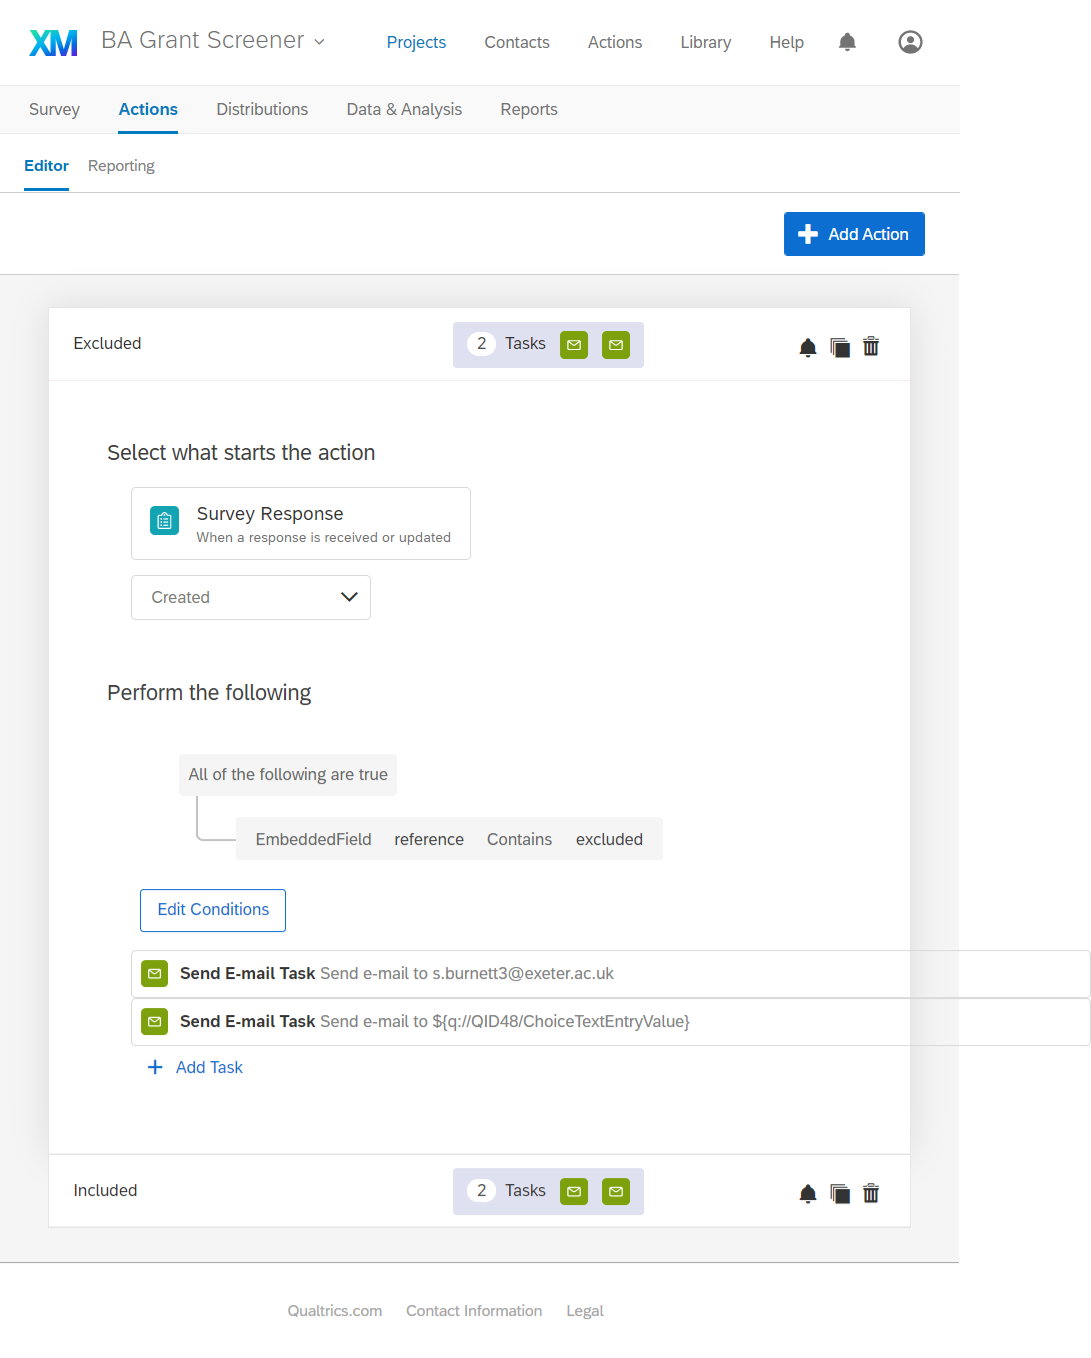 XM BA Grant Screener Projects Contacts Actions Library Help
Survey Actions Distributions Data & Analysis Reports
Editor Reporting
Add Action
Excluded 2 Tasks
Select what starts the action
Survey Response
When a response is received or updated
Created
Perform the following
All of the following are true
EmbeddedField reference Contains excluded
Edit Conditions
Send E-mail Task Send e-mail to s.burnett3@exeter.ac.uk
Send E-mail Task Send e-mail to ${q://QID48/ChoiceTextEntryValue}
+ Add Task
Included 2 Tasks
Qualtrics.com Contact Information Legal